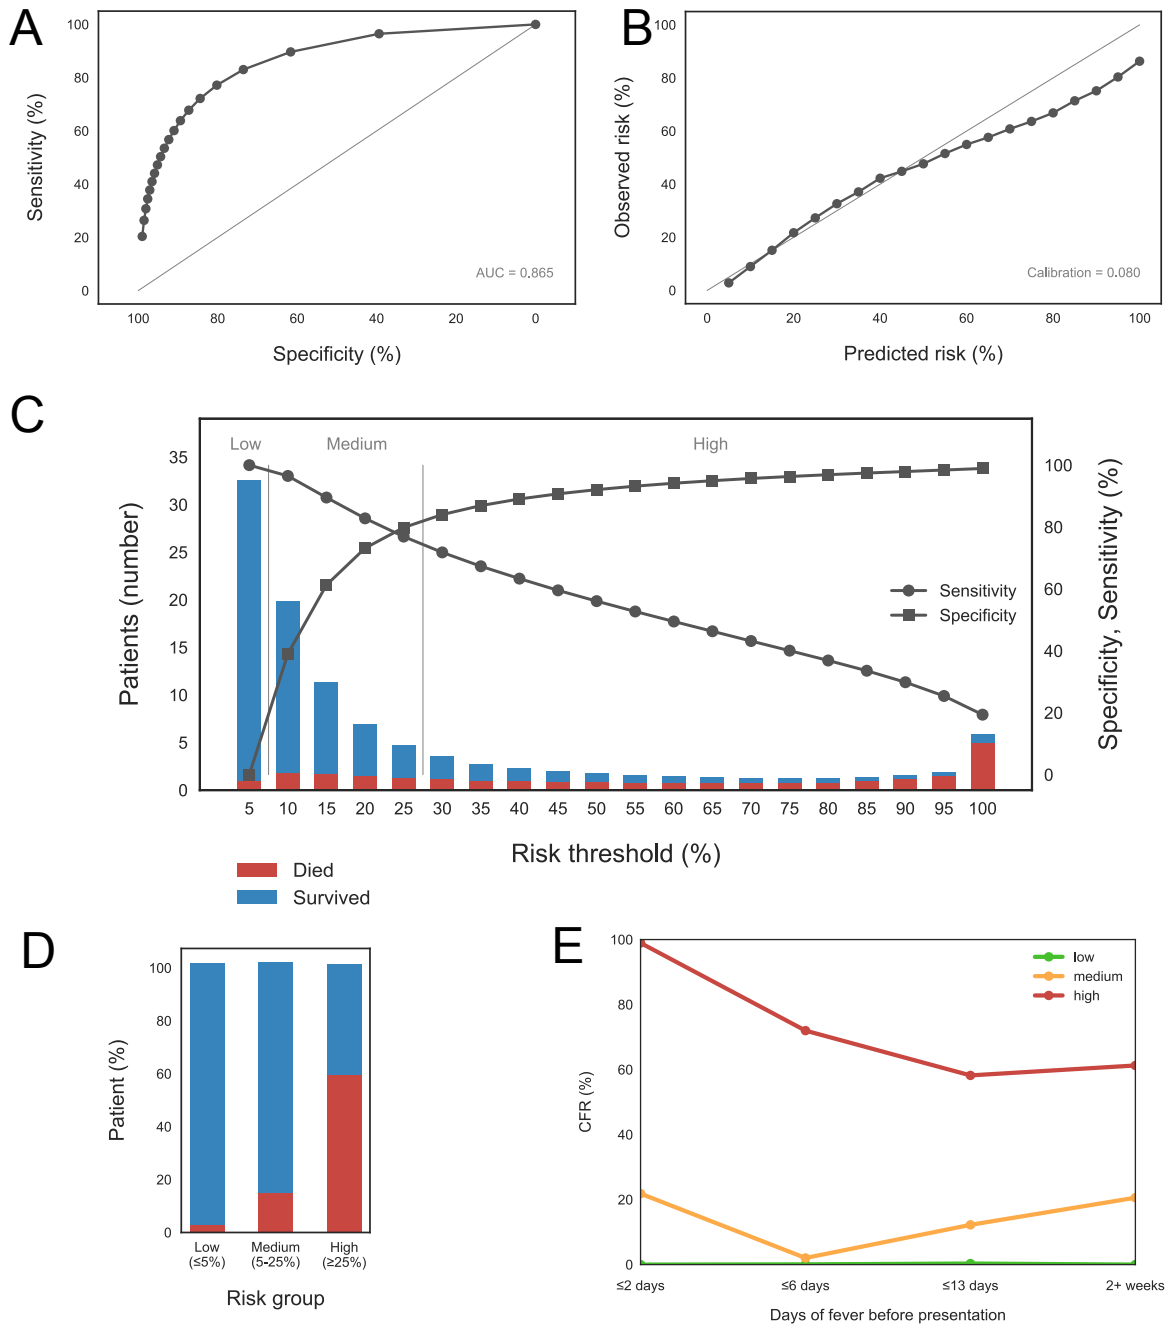 A
100
80
60
40
20
0
Sensitivity (%)
AUC = 0.865
100 80 60 40 20 0
Specificity (%)
B
100
80
60
40
20
0
Observed risk (%)
Calibration = 0.080
0 20 40 60 80 100
Predicted risk (%)
C
Low Medium High
35
30
25
20
15
10
5
0
Patients (number)
100
80
60
40
20
0
Specificity, Sensitivity (%)
Sensitivity
Specificity
5 10 15 20 25 30 35 40 45 50 55 60 65 70 75 80 85 90 95 100
Risk threshold (%)
Died
Survived
D
100
80
60
40
20
0
Patient (%)
Low Medium High
(≤5%) (5-25%) (≥25%)
Risk group
E
100
80
60
40
20
0
CFR (%)
low
medium
high
≤2 days ≤6 days ≤13 days 2+ weeks
Days of fever before presentation